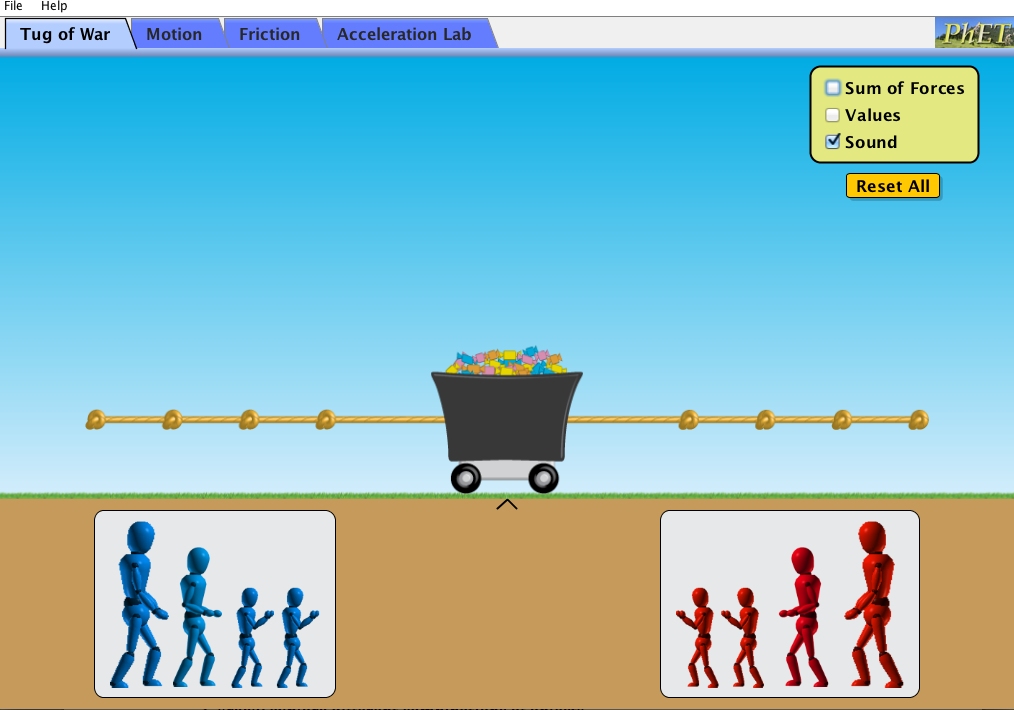 File Help
Tug of War Motion Friction Acceleration Lab PhET
Sum of Forces
Values
Sound
Reset All